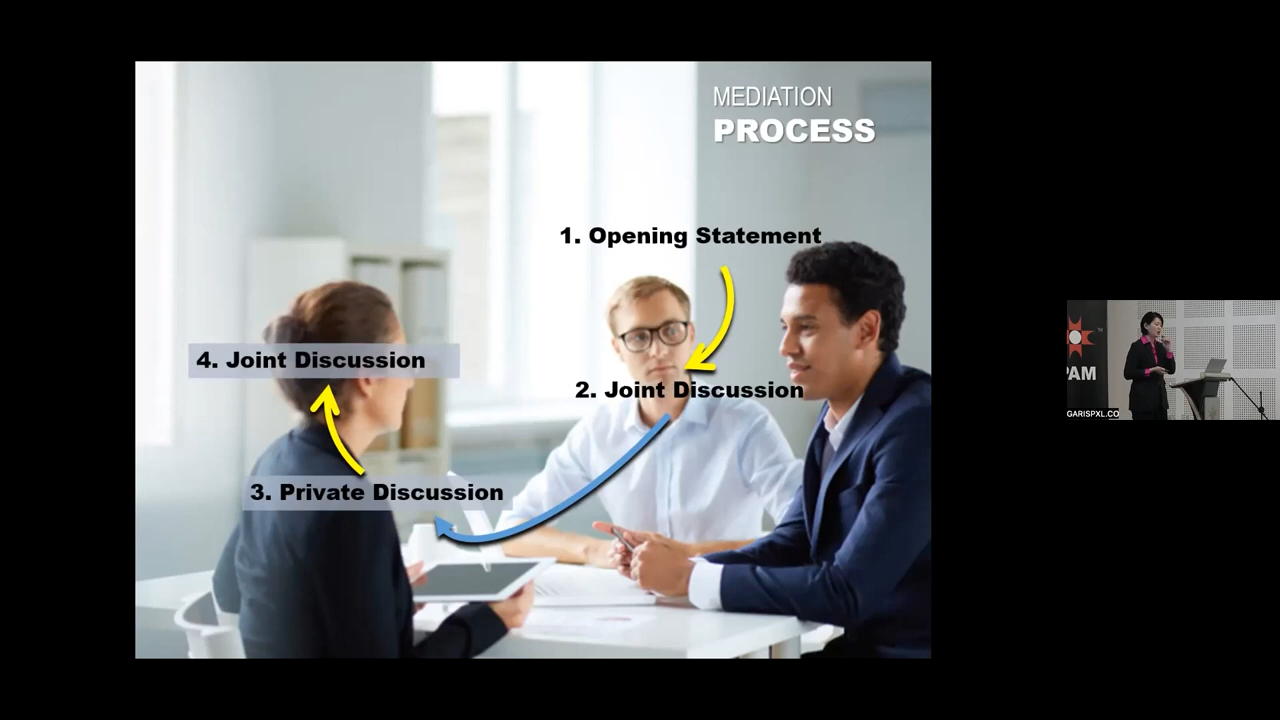 MEDIATION
PROCESS
1. Opening Statement
2. Joint Discussion
3. Private Discussion
4. Joint Discussion
PAM
GARISPXL.CO